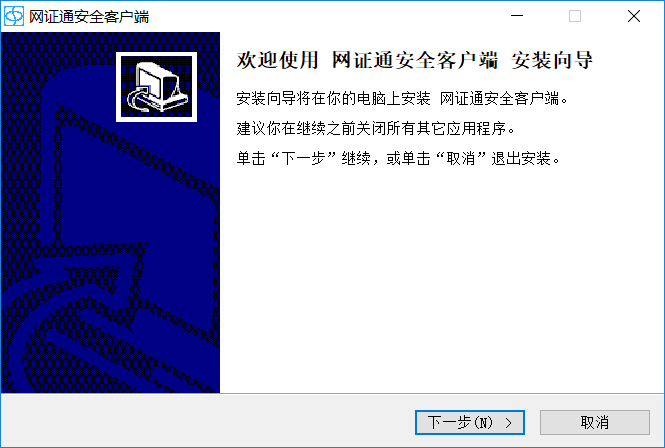 网证通安全客户端
欢迎使用 网证通安全客户端 安装向导
安装向导将在你的电脑上安装 网证通安全客户端。
建议你在继续之前关闭所有其它应用程序。
单击“下一步”继续，或单击“取消”退出安装。
下一步(N) >
取消